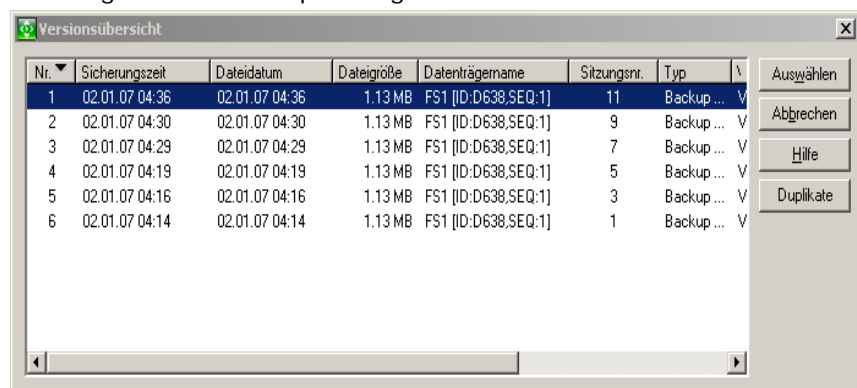 Versionsübersicht
Nr. Sicherungszeit Dateidatum Dateigröße Datenträgername Sitzungsnr. Typ
1 02.01.07 04:36 02.01.07 04:36 1.13 MB FS1 [ID:D638,SEQ:1] 11 Backup ... V
2 02.01.07 04:30 02.01.07 04:30 1.13 MB FS1 [ID:D638,SEQ:1] 9 Backup ... V
3 02.01.07 04:29 02.01.07 04:29 1.13 MB FS1 [ID:D638,SEQ:1] 7 Backup ... V
4 02.01.07 04:19 02.01.07 04:19 1.13 MB FS1 [ID:D638,SEQ:1] 5 Backup ... V
5 02.01.07 04:16 02.01.07 04:16 1.13 MB FS1 [ID:D638,SEQ:1] 3 Backup ... V
6 02.01.07 04:14 02.01.07 04:14 1.13 MB FS1 [ID:D638,SEQ:1] 1 Backup ... V
Auswählen
Abbrechen
Hilfe
Duplikate